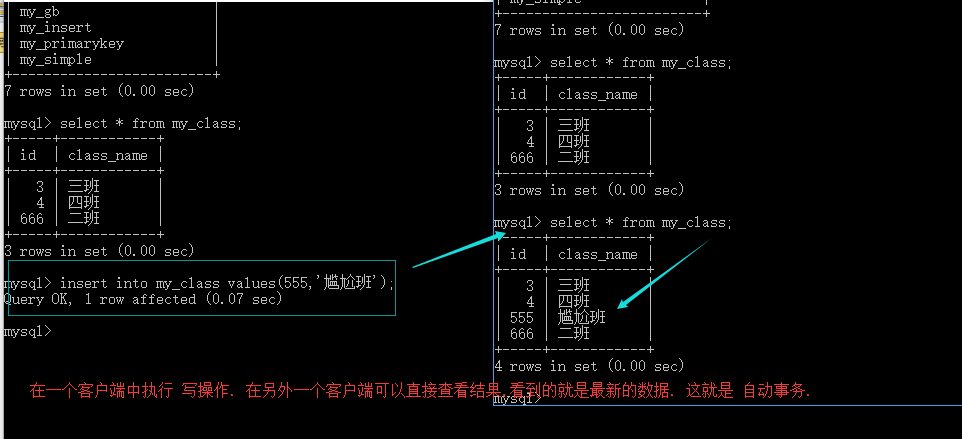 my_gb
my_insert
my_primarykey
my_simple
7 rows in set (0.00 sec)
mysql> select * from my_class;
id class_name
3 三班
4 四班
666 二班
3 rows in set (0.00 sec)
mysql> insert into my_class values(555,'尴尬班');
Query OK, 1 row affected (0.07 sec)
mysql>
my_simple
7 rows in set (0.00 sec)
mysql> select * from my_class;
id class_name
3 三班
4 四班
666 二班
3 rows in set (0.00 sec)
mysql> select * from my_class;
id class_name
3 三班
4 四班
555 尴尬班
666 二班
4 rows in set (0.00 sec)
mysql>
在一个客户端中执行 写操作. 在另外一个客户端可以直接查看结果,看到的就是最新的数据. 这就是 自动事务.